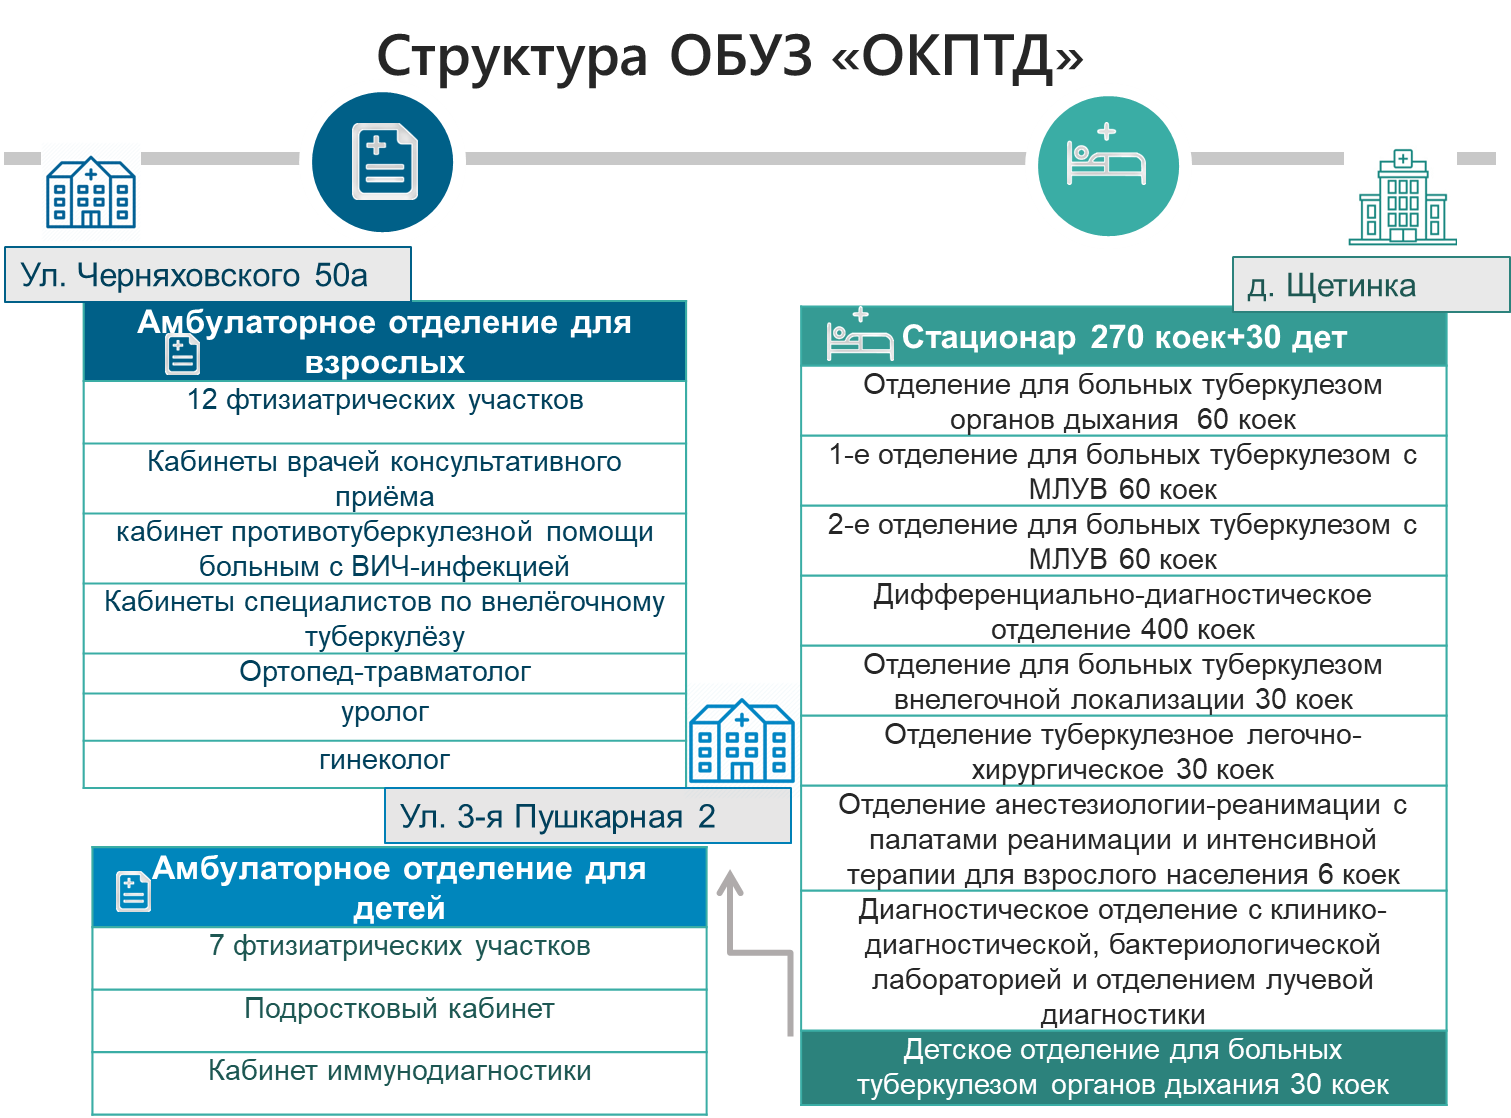 Структура ОБУЗ «ОКПТД»
Ул. Черняховского 50а
Амбулаторное отделение для
взрослых
12 фтизиатрических участков
Кабинеты врачей консультативного
приёма
кабинет противотуберкулезной помощи
больным с ВИЧ-инфекцией
Кабинеты специалистов по внелёгочному
туберкулёзу
Ортопед-травматолог
уролог
гинеколог
Ул. 3-я Пушкарная 2
Амбулаторное отделение для
детей
7 фтизиатрических участков
Подростковый кабинет
Кабинет иммунодиагностики
д. Щетинка
Стационар 270 коек+30 дет
Отделение для больных туберкулезом
органов дыхания 60 коек
1-е отделение для больных туберкулезом с
МЛУВ 60 коек
2-е отделение для больных туберкулезом с
МЛУВ 60 коек
Дифференциально-диагностическое
отделение 400 коек
Отделение для больных туберкулезом
внелегочной локализации 30 коек
Отделение туберкулезное легочно-
хирургическое 30 коек
Отделение анестезиологии-реанимации с
палатами реанимации и интенсивной
терапии для взрослого населения 6 коек
Диагностическое отделение с клинико-
диагностической, бактериологической
лабораторией и отделением лучевой
диагностики
Детское отделение для больных
туберкулезом органов дыхания 30 коек